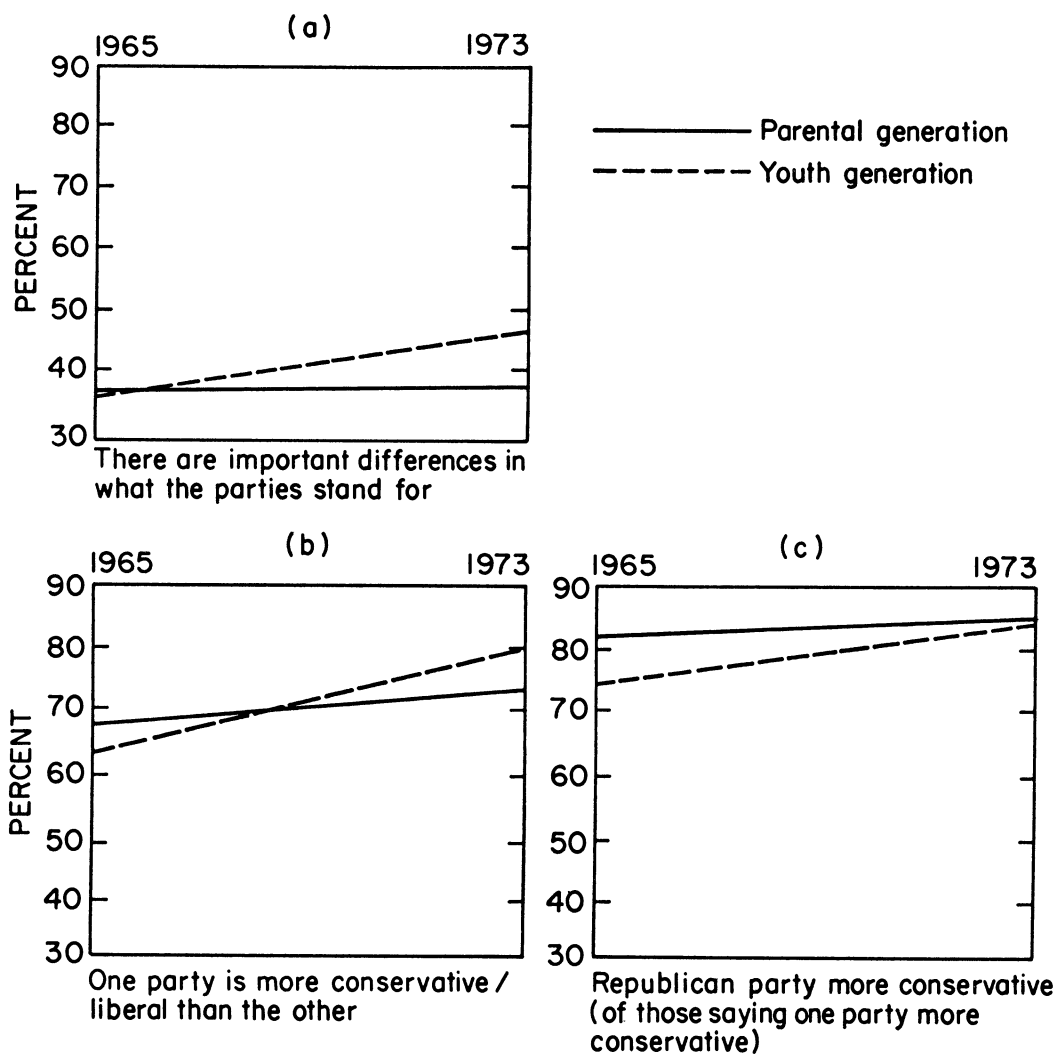 (a)
1965 1973
90
80
70
60
50
40
30
PERCENT
There are important differences in
what the parties stand for
Parental generation
Youth generation
(b)
1965 1973
90
80
70
60
50
40
30
PERCENT
One party is more conservative/
liberal than the other
(c)
1965 1973
90
80
70
60
50
40
30
Republican party more conservative
(of those saying one party more
conservative)